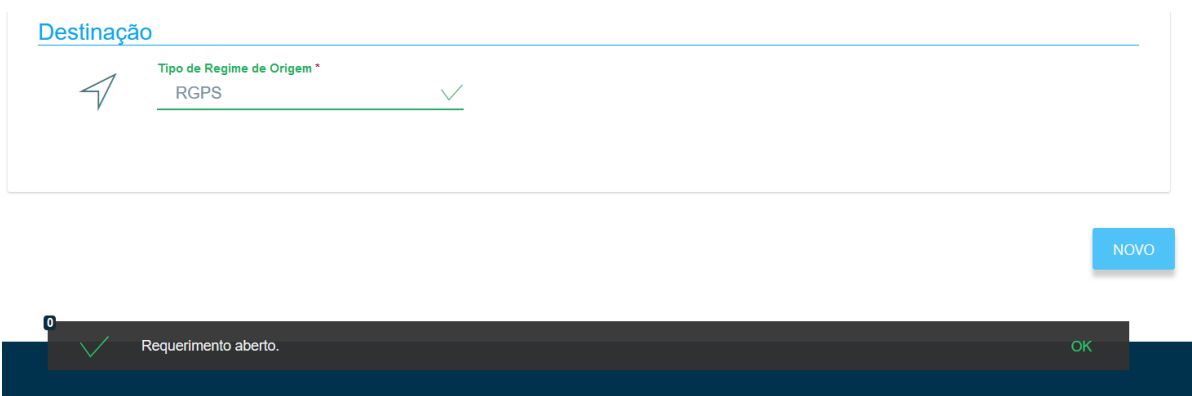 Destinação
Tipo de Regime de Origem *
RGPS
NOVO
0
Requerimento aberto.
OK